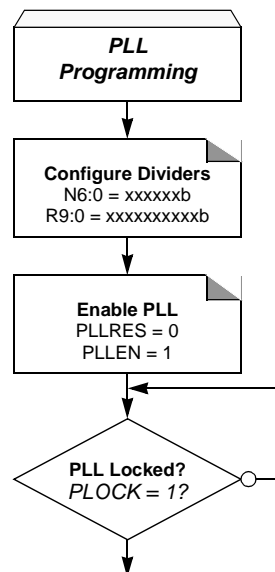 PLL
Programming
Configure Dividers
N6:0 = xxxxxxb
R9:0 = xxxxxxxxxxb
Enable PLL
PLLRES = 0
PLLEN = 1
PLL Locked?
PLOCK = 1?